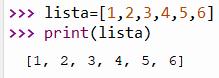 >>> lista=[1,2,3,4,5,6]
>>> print(lista)
[1, 2, 3, 4, 5, 6]